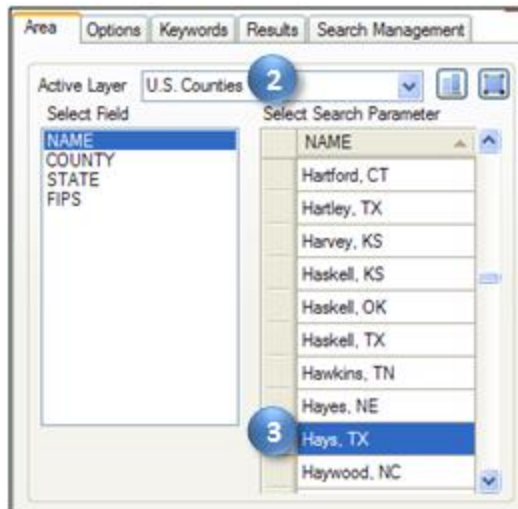 Area Options Keywords Results Search Management
Active Layer U.S. Counties 2
Select Field Select Search Parameter
NAME
COUNTY
STATE
FIPS
NAME
Hartford, CT
Hartley, TX
Harvey, KS
Haskell, KS
Haskell, OK
Haskell, TX
Hawkins, TN
Hayes, NE
3 Hays, TX
Haywood, NC